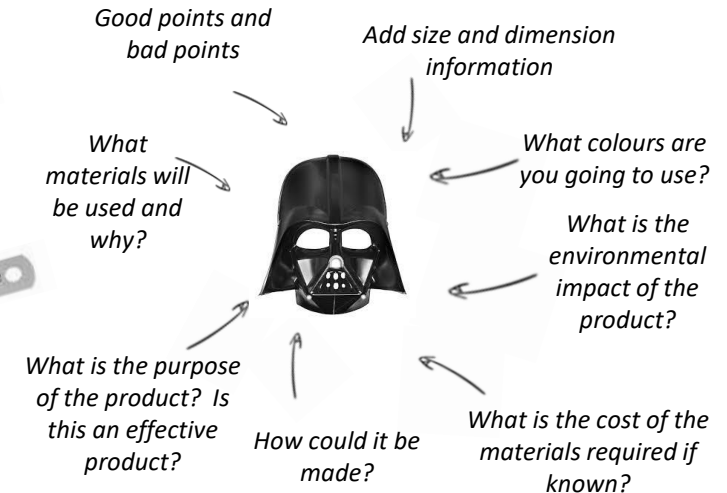 Good points and
bad points
Add size and dimension
information
What
materials will
be used and
why?
What colours are
you going to use?
What is the
environmental
impact of the
product?
What is the purpose
of the product?  Is
this an effective
product?
How could it be
made?
What is the cost of the
materials required if
known?